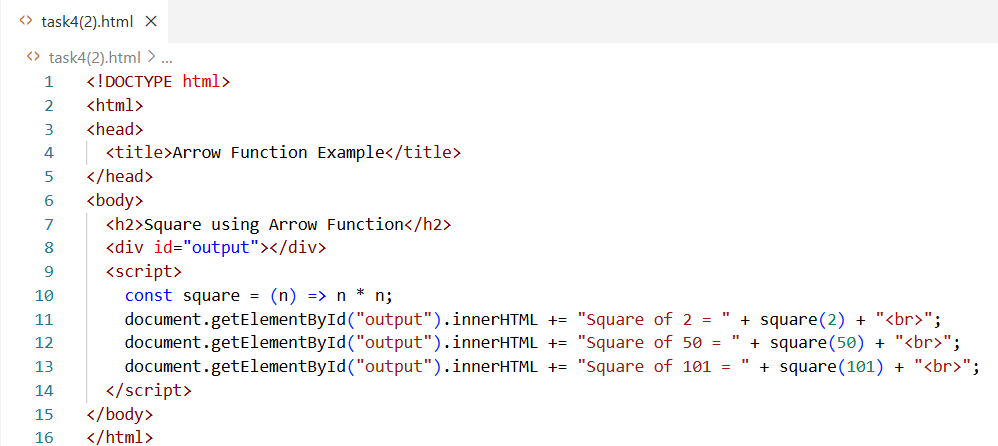 <> task4(2).html ×
<> task4(2).html > ...
1 <!DOCTYPE html>
2 <html>
3 <head>
4 <title>Arrow Function Example</title>
5 </head>
6 <body>
7 <h2>Square using Arrow Function</h2>
8 <div id="output"></div>
9 <script>
10 const square = (n) => n * n;
11 document.getElementById("output").innerHTML += "Square of 2 = " + square(2) + "<br>";
12 document.getElementById("output").innerHTML += "Square of 50 = " + square(50) + "<br>";
13 document.getElementById("output").innerHTML += "Square of 101 = " + square(101) + "<br>";
14 </script>
15 </body>
16 </html>